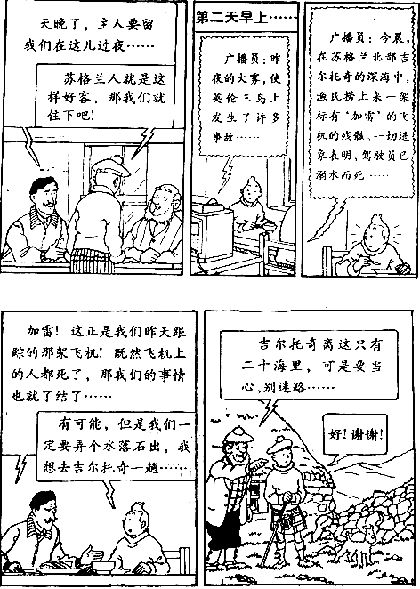 天晚了，主人要留
我们在这儿过夜……
苏格兰人就是这
样好客，那我们就
住下吧！
第二天早上……
广播员：昨
夜的大雾，使
英伦三岛上
发生了许多
事故……
广播员：今晨，
在苏格兰北部吉
尔托奇的深海中，
渔民捞上来一架
标有“加雷”的飞
机的残骸，一切迹
象表明，驾驶员已
溺水而死……
加雷！这正是我们昨天跟
踪的那架飞机！既然飞机上
的人都死了，那我们的事情
也就了结了……
有可能，但是我们一
定要弄个水落石出，我
想去吉尔托奇一趟……
吉尔托奇离这只有
二十海里，可是要当
心，别迷路……
好！谢谢！